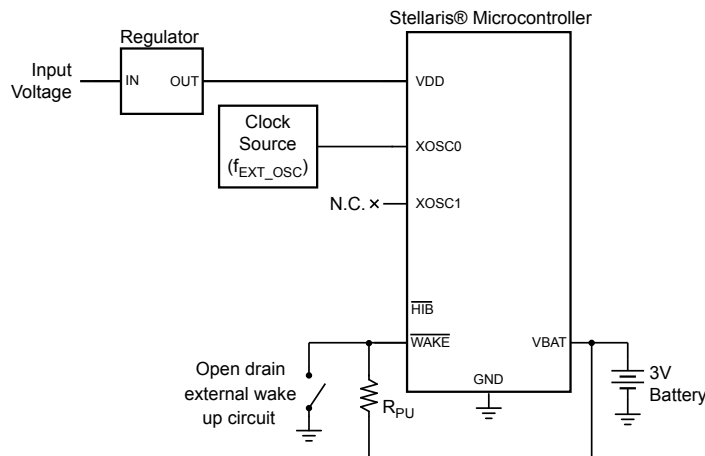 Stellaris® Microcontroller
Regulator
Input
Voltage
IN
OUT
VDD
Clock
Source
(fEXT_OSC)
XOSC0
N.C.
XOSC1
HIB
WAKE
VBAT
Open drain
external wake
up circuit
RPU
GND
3V
Battery